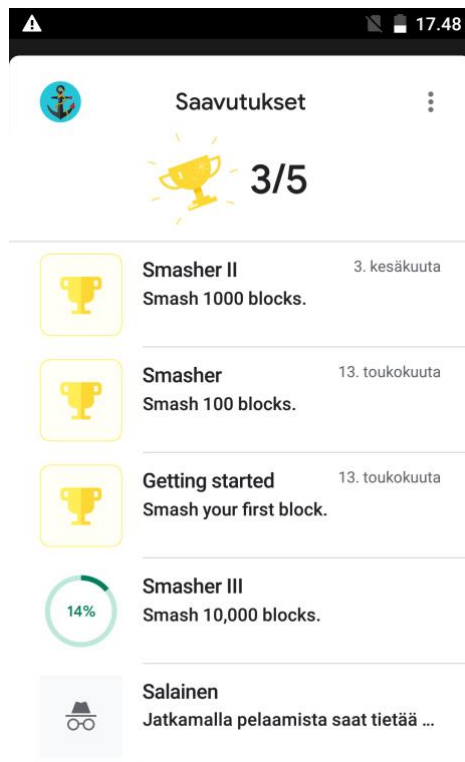 17.48
Saavutukset
3/5
Smasher II
3. kesäkuuta
Smash 1000 blocks.
Smasher
13. toukokuuta
Smash 100 blocks.
Getting started
13. toukokuuta
Smash your first block.
14%
Smasher III
Smash 10,000 blocks.
Salainen
Jatkamalla pelaamista saat tietää ...